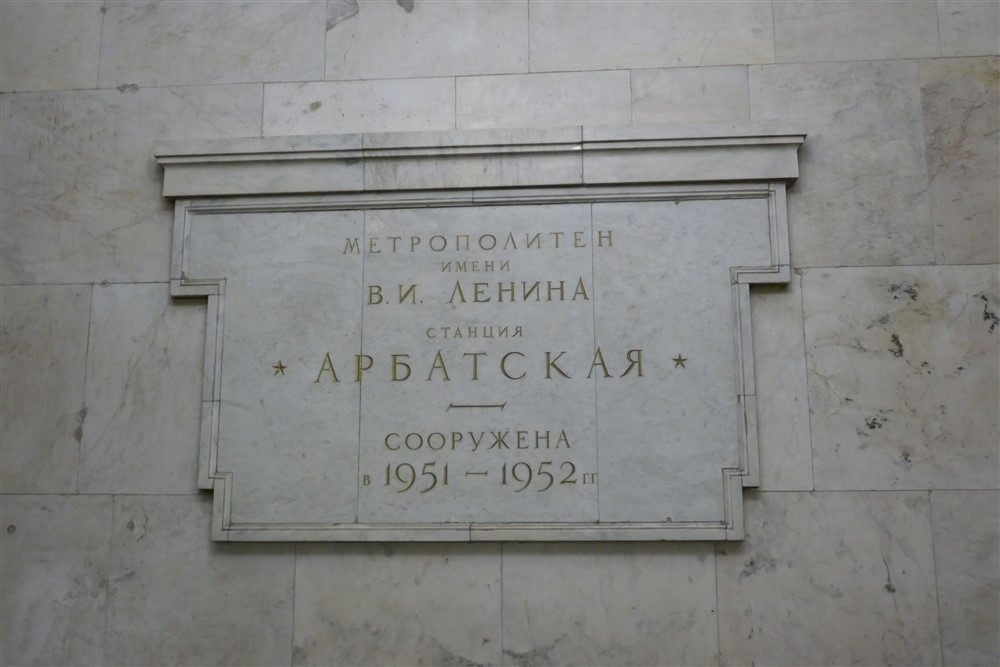 МЕТРОПОЛИТЕН
ИМЕНИ
В. И. ЛЕНИНА
СТАНЦИЯ
★ АРБАТСКАЯ ★
СООРУЖЕНА
В 1951 — 1952 ГГ